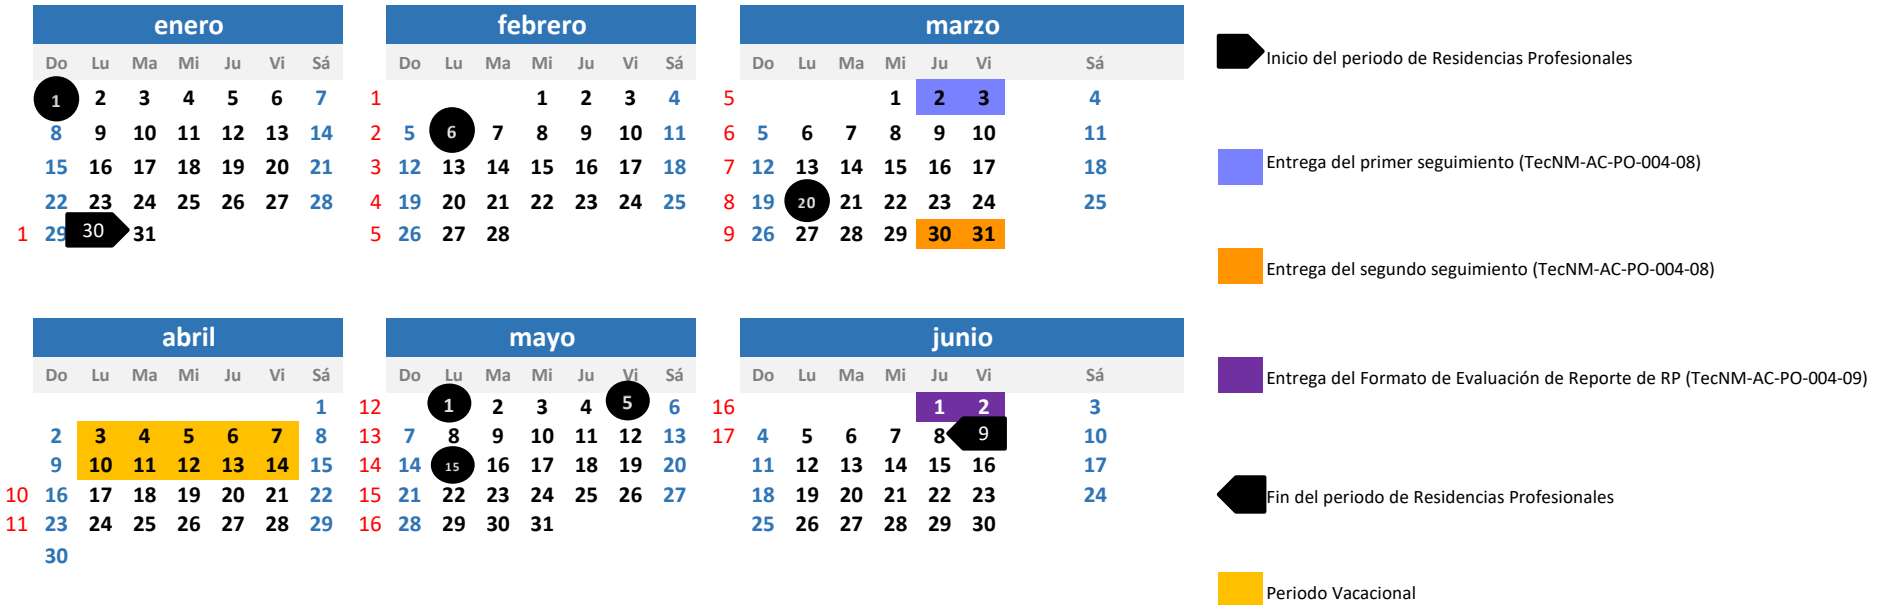 enero febrero marzo
Do Lu Ma Mi Ju Vi Sá Do Lu Ma Mi Ju Vi Sá Do Lu Ma Mi Ju Vi Sá
1 2 3 4 5 6 7 1 1 2 3 4 5 1 2 3 4
8 9 10 11 12 13 14 2 5 6 7 8 9 10 11 6 5 6 7 8 9 10 11
15 16 17 18 19 20 21 3 12 13 14 15 16 17 18 7 12 13 14 15 16 17 18
22 23 24 25 26 27 28 4 19 20 21 22 23 24 25 8 19 20 21 22 23 24 25
1 29 30 31 5 26 27 28 9 26 27 28 29 30 31
abril mayo junio
Do Lu Ma Mi Ju Vi Sá Do Lu Ma Mi Ju Vi Sá Do Lu Ma Mi Ju Vi Sá
1 12 1 2 3 4 5 6 16 1 2 3
2 3 4 5 6 7 8 13 7 8 9 10 11 12 13 17 4 5 6 7 8 9 10
9 10 11 12 13 14 15 14 14 15 16 17 18 19 20 11 12 13 14 15 16 17
10 16 17 18 19 20 21 22 15 21 22 23 24 25 26 27 18 19 20 21 22 23 24
11 23 24 25 26 27 28 29 16 28 29 30 31 25 26 27 28 29 30
30
Inicio del periodo de Residencias Profesionales
Entrega del primer seguimiento (TecNM-AC-PO-004-08)
Entrega del segundo seguimiento (TecNM-AC-PO-004-08)
Entrega del Formato de Evaluación de Reporte de RP (TecNM-AC-PO-004-09)
Fin del periodo de Residencias Profesionales
Periodo Vacacional